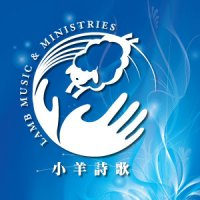 LAMB MUSIC & MINISTRIES
小羊詩歌